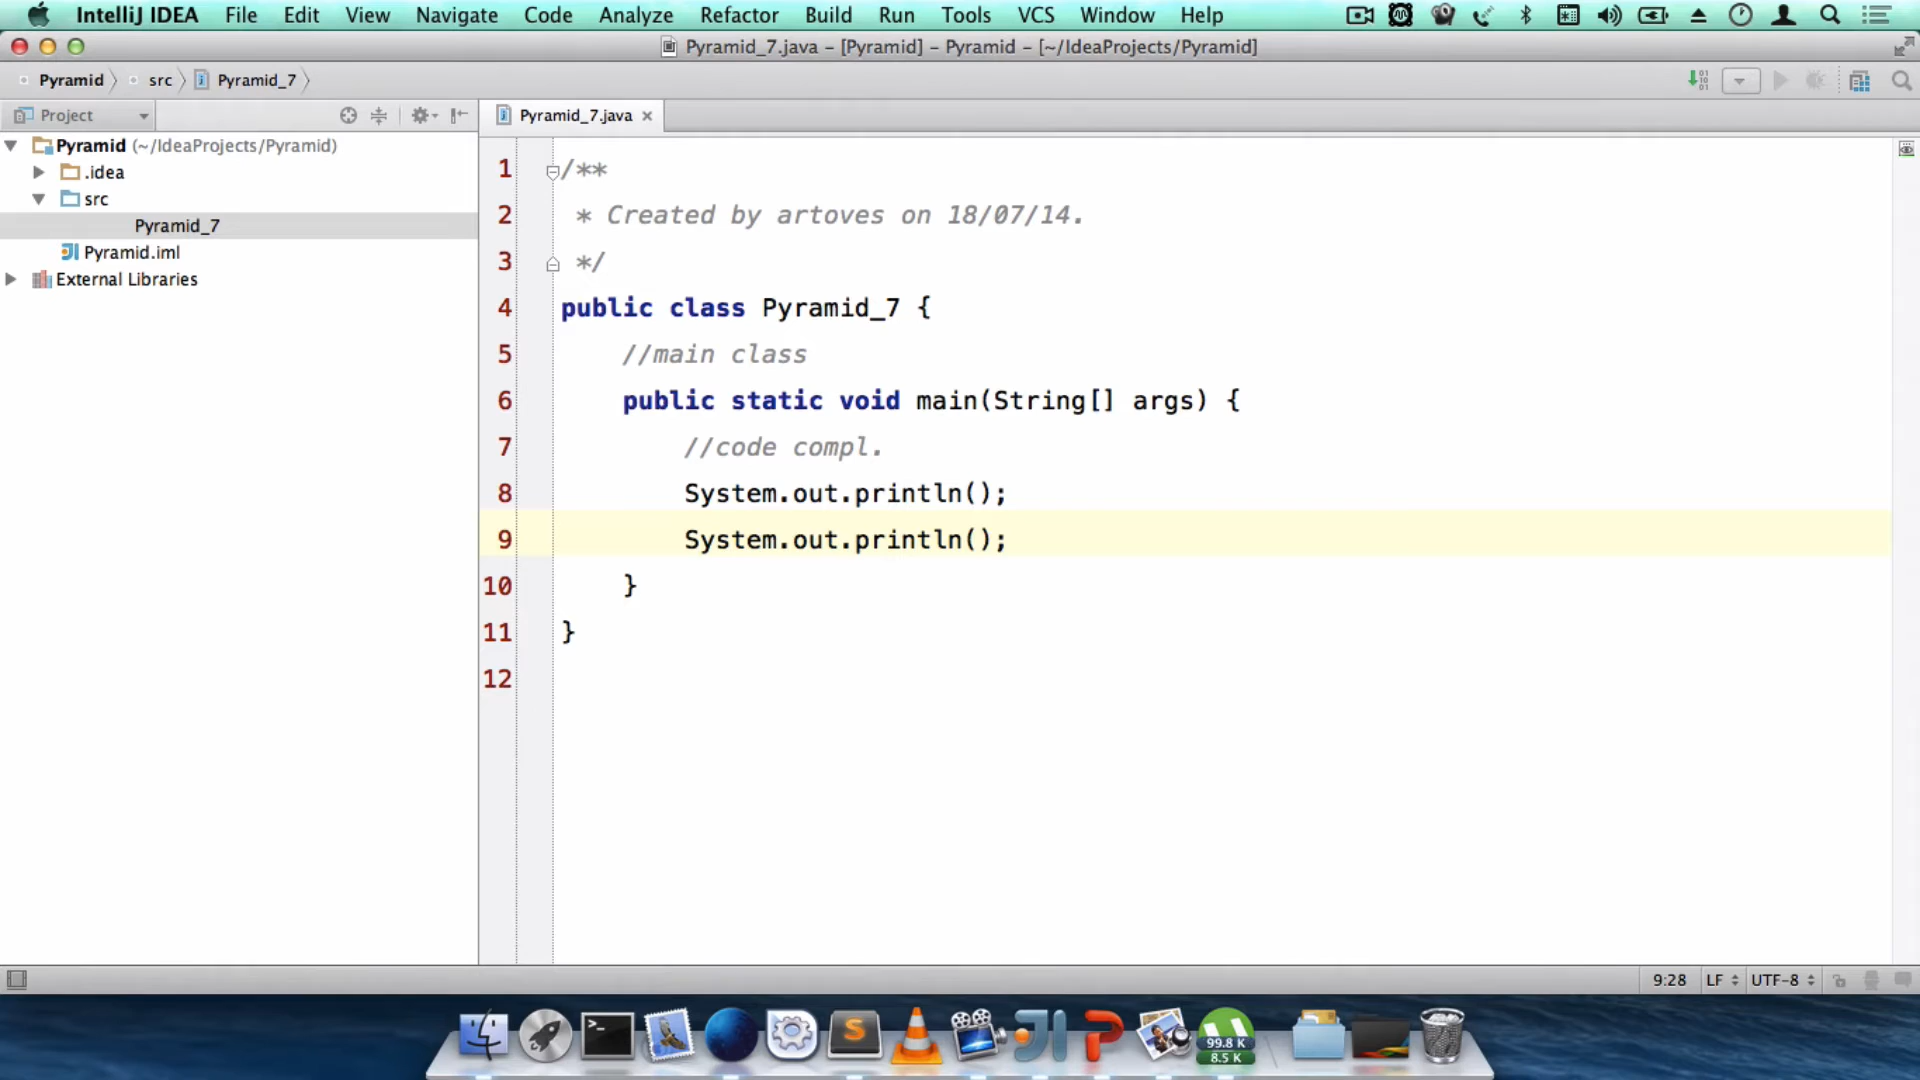 IntelliJ IDEA File Edit View Navigate Code Analyze Refactor Build Run Tools VCS Window Help
Pyramid_7.java – [Pyramid] – Pyramid – [~/IdeaProjects/Pyramid]
Pyramid src Pyramid_7
Project
Pyramid_7.java
Pyramid (~/IdeaProjects/Pyramid)
.idea
src
Pyramid_7
Pyramid.iml
External Libraries
1 /**
2 * Created by artoves on 18/07/14.
3 */
4 public class Pyramid_7 {
5 //main class
6 public static void main(String[] args) {
7 //code compl.
8 System.out.println();
9 System.out.println();
10 }
11 }
12
9:28 LF UTF-8
99.8 K
8.5 K